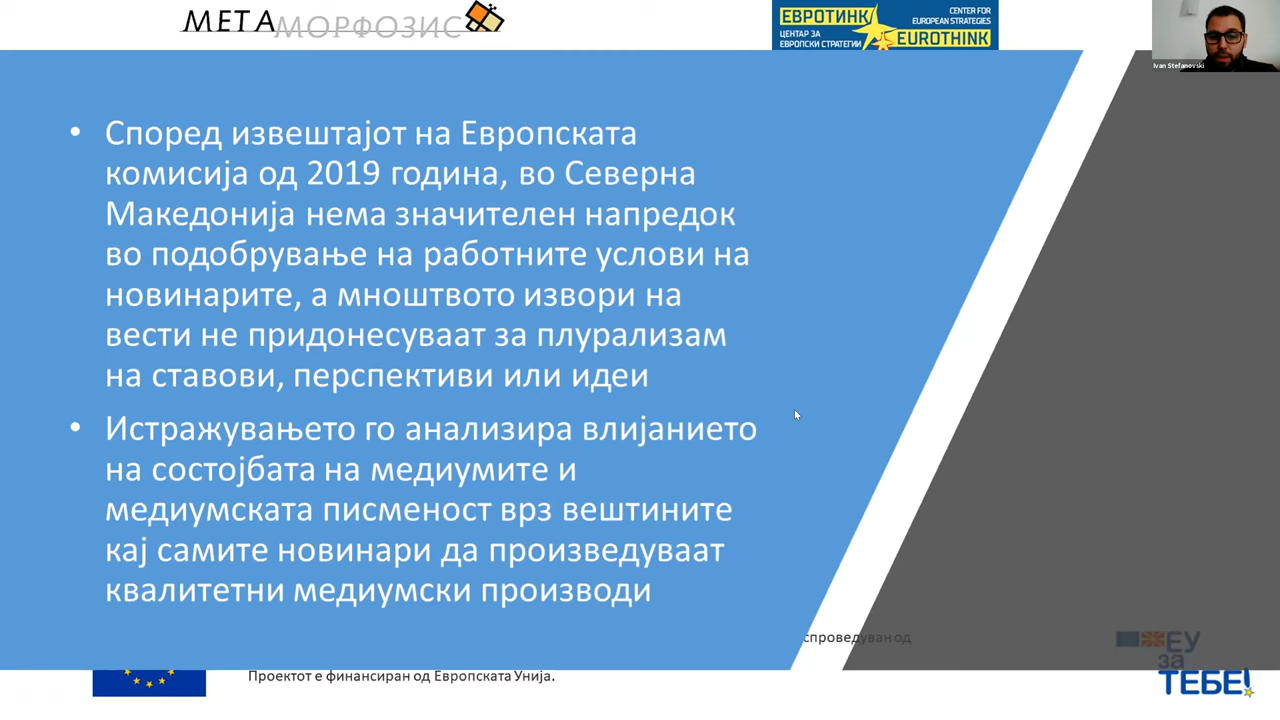 МЕТАМОРФОЗИС
ЕВРОТИНК
ЦЕНТАР ЗА
ЕВРОПСКИ СТРАТЕГИИ
CENTER FOR
EUROPEAN STRATEGIES
EUROTHINK
Ivan Stefanovski
• Според извештајот на Европската
комисија од 2019 година, во Северна
Македонија нема значителен напредок
во подобрување на работните услови на
новинарите, а мноштвото извори на
вести не придонесуваат за плурализам
на ставови, перспективи или идеи
• Истражувањето го анализира влијанието
на состојбата на медиумите и
медиумската писменост врз вештините
кај самите новинари да произведуваат
квалитетни медиумски производи
спроведуван од
Проектот е финансиран од Европската Унија.
ЕУ
за
ТЕБЕ!